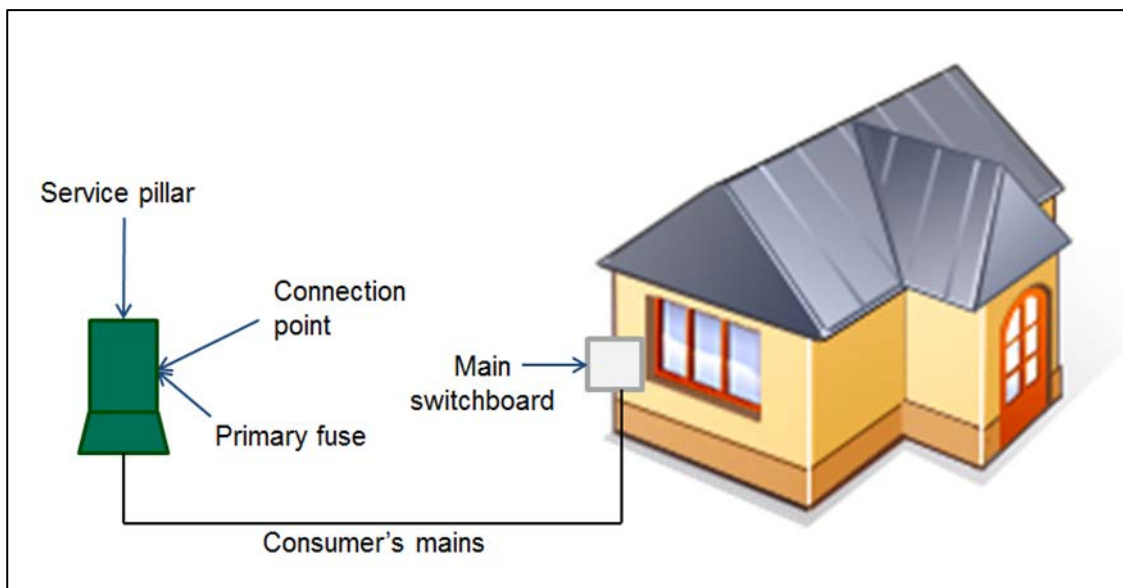 Service pillar
Connection
point
Main
switchboard
Primary fuse
Consumer's mains